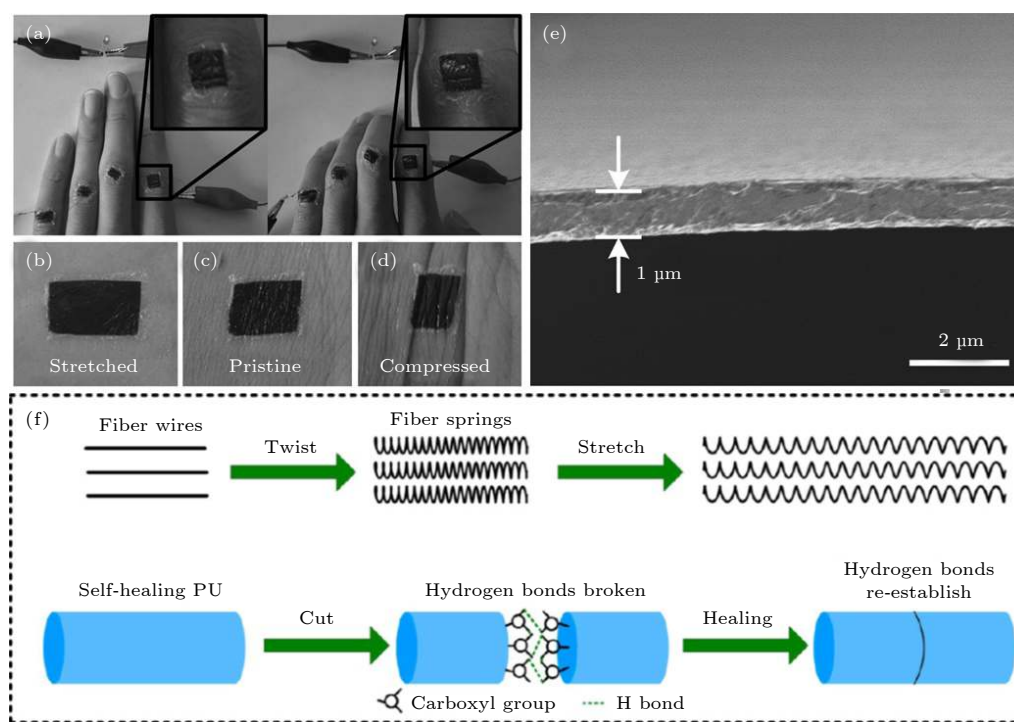 (a)
(e)
1 µm
2 µm
(b)
Stretched
(c)
Pristine
(d)
Compressed
(f)
Fiber wires
Twist
Fiber springs
Stretch
Self-healing PU
Cut
Hydrogen bonds broken
Healing
Hydrogen bonds
re-establish
Carboxyl group
H bond